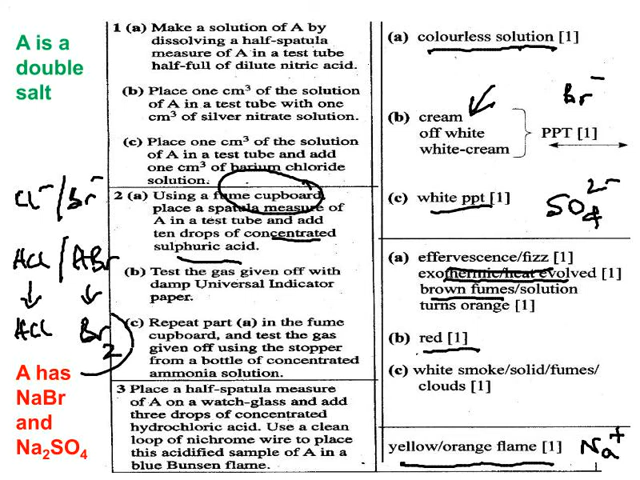 A is a
double
salt
1 (a) Make a solution of A by
dissolving a half-spatula
measure of A in a test tube
half-full of dilute nitric acid.
(b) Place one cm³ of the solution
of A in a test tube with one
cm³ of silver nitrate solution.
(c) Place one cm³ of the solution
of A in a test tube and add
one cm³ of barium chloride
solution.
(a) colourless solution [1]
Br⁻
(b) cream
off white
white-cream
PPT [1]
(c) white ppt [1]
SO₄²⁻
Cl⁻/Br⁻
HCl / HBr
↓ ↓
HCl Br₂
2 (a) Using a fume cupboard,
place a spatula measure of
A in a test tube and add
ten drops of concentrated
sulphuric acid.
(b) Test the gas given off with
damp Universal Indicator
paper.
(c) Repeat part (a) in the fume
cupboard, and test the gas
given off using the stopper
from a bottle of concentrated
ammonia solution.
(a) effervescence/fizz [1]
exothermic/heat evolved [1]
brown fumes/solution
turns orange [1]
(b) red [1]
(c) white smoke/solid/fumes/
clouds [1]
A has
NaBr
and
Na₂SO₄
3 Place a half-spatula measure
of A on a watch-glass and add
three drops of concentrated
hydrochloric acid. Use a clean
loop of nichrome wire to place
this acidified sample of A in a
blue Bunsen flame.
yellow/orange flame [1]
Na⁺